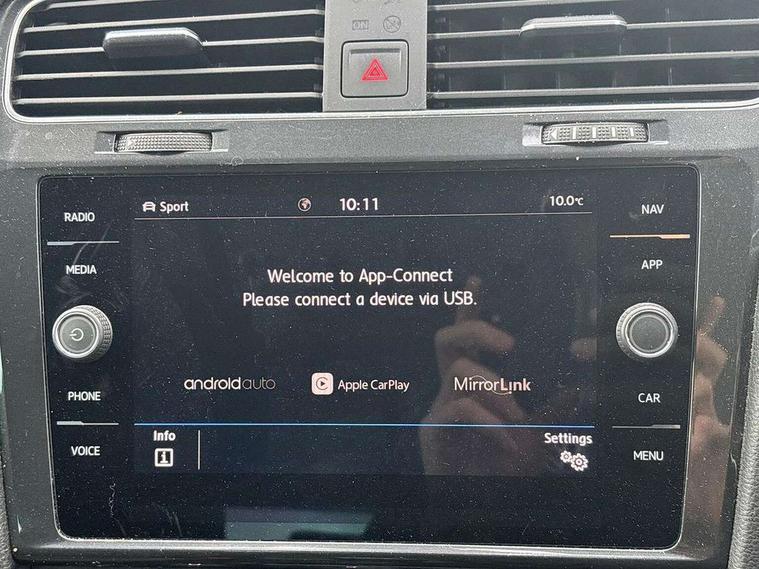 ON
RADIO
MEDIA
PHONE
VOICE
Sport
10:11
10.0°C
Welcome to App-Connect
Please connect a device via USB.
androidauto
Apple CarPlay
MirrorLink
Info
i
Settings
NAV
APP
CAR
MENU